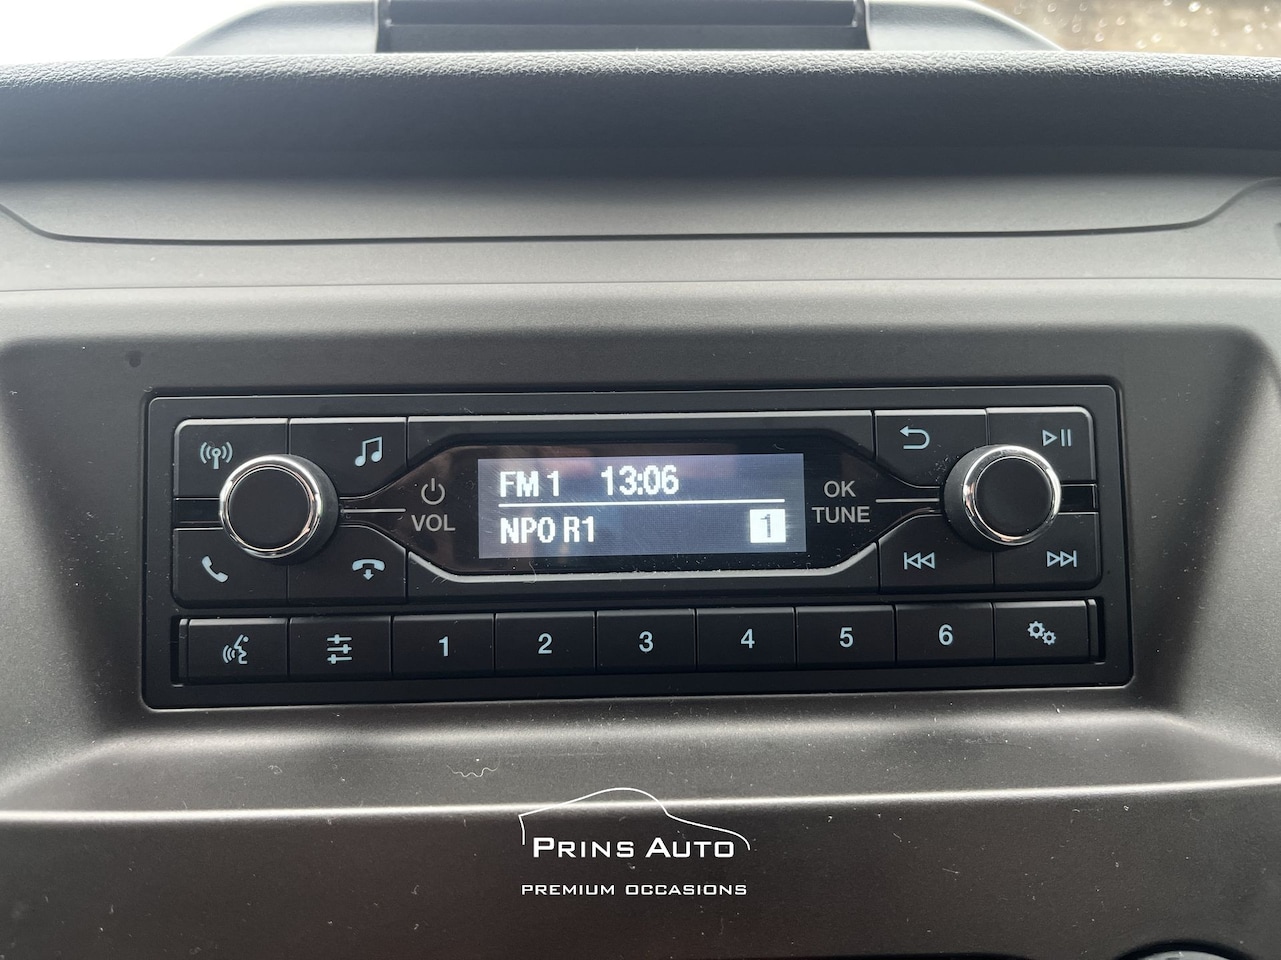 FM 1 13:06
NPO R1 1
VOL
OK
TUNE
1 2 3 4 5 6
PRINS AUTO
PREMIUM OCCASIONS